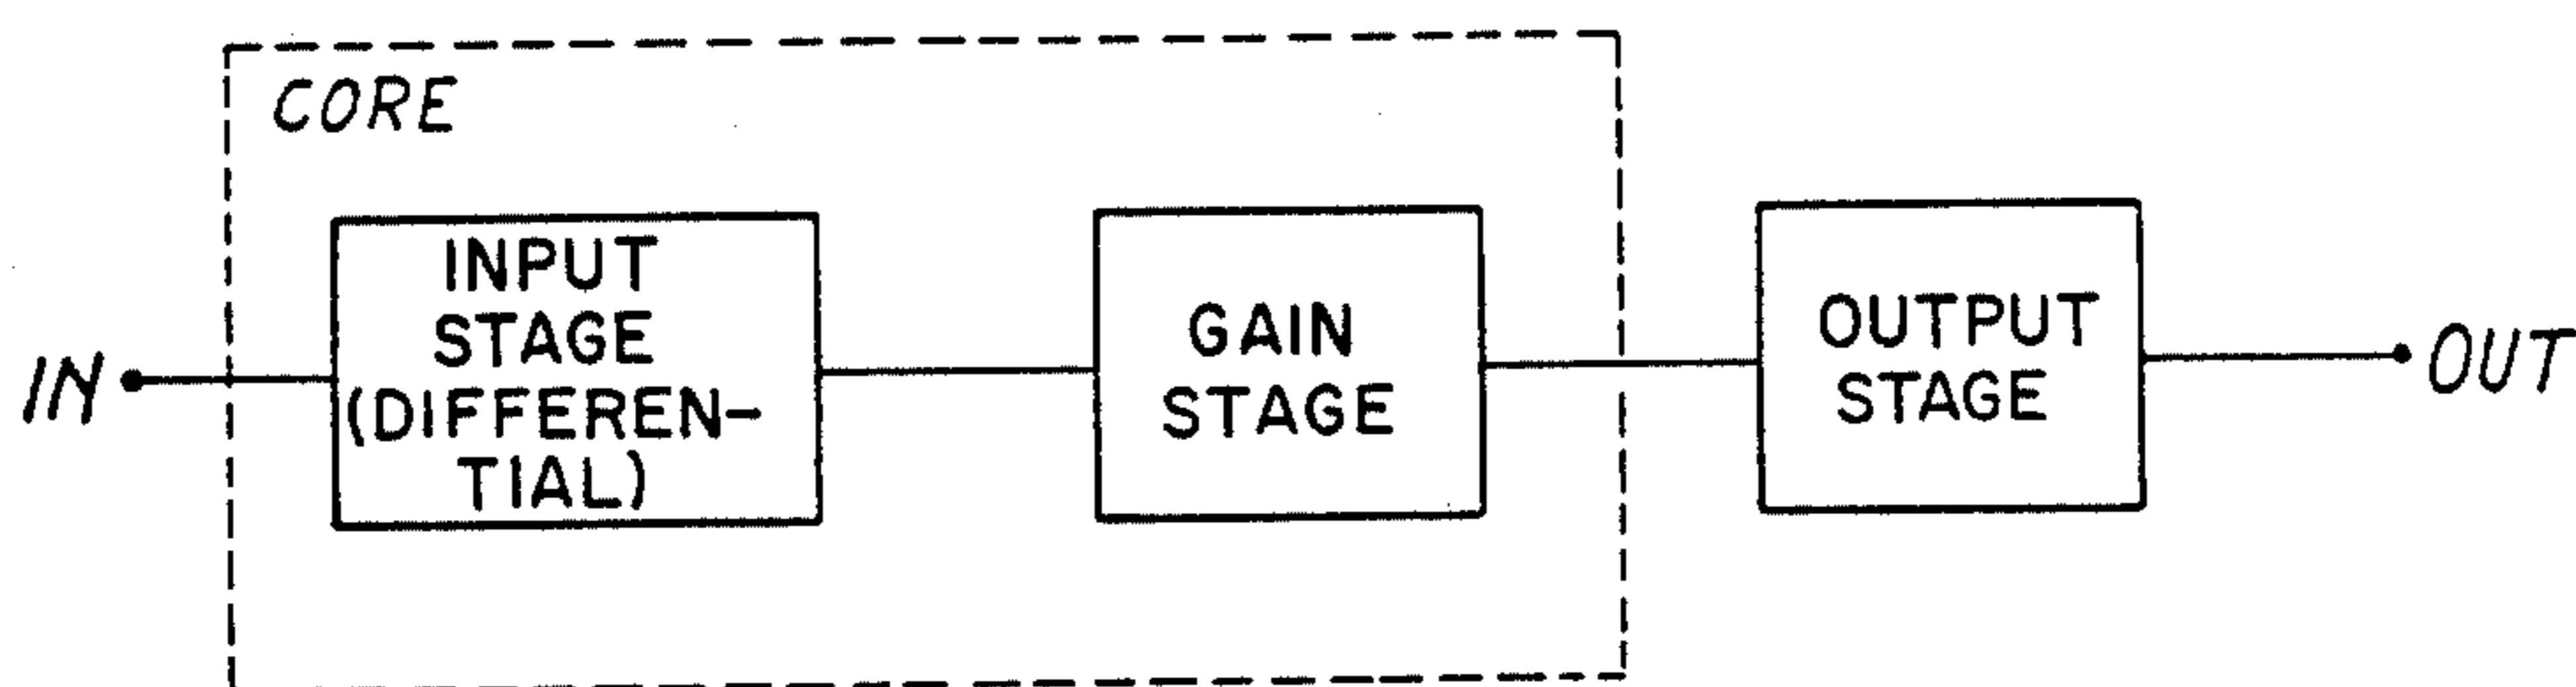 CORE
IN
INPUT
STAGE
(DIFFEREN-
TIAL)
GAIN
STAGE
OUTPUT
STAGE
OUT